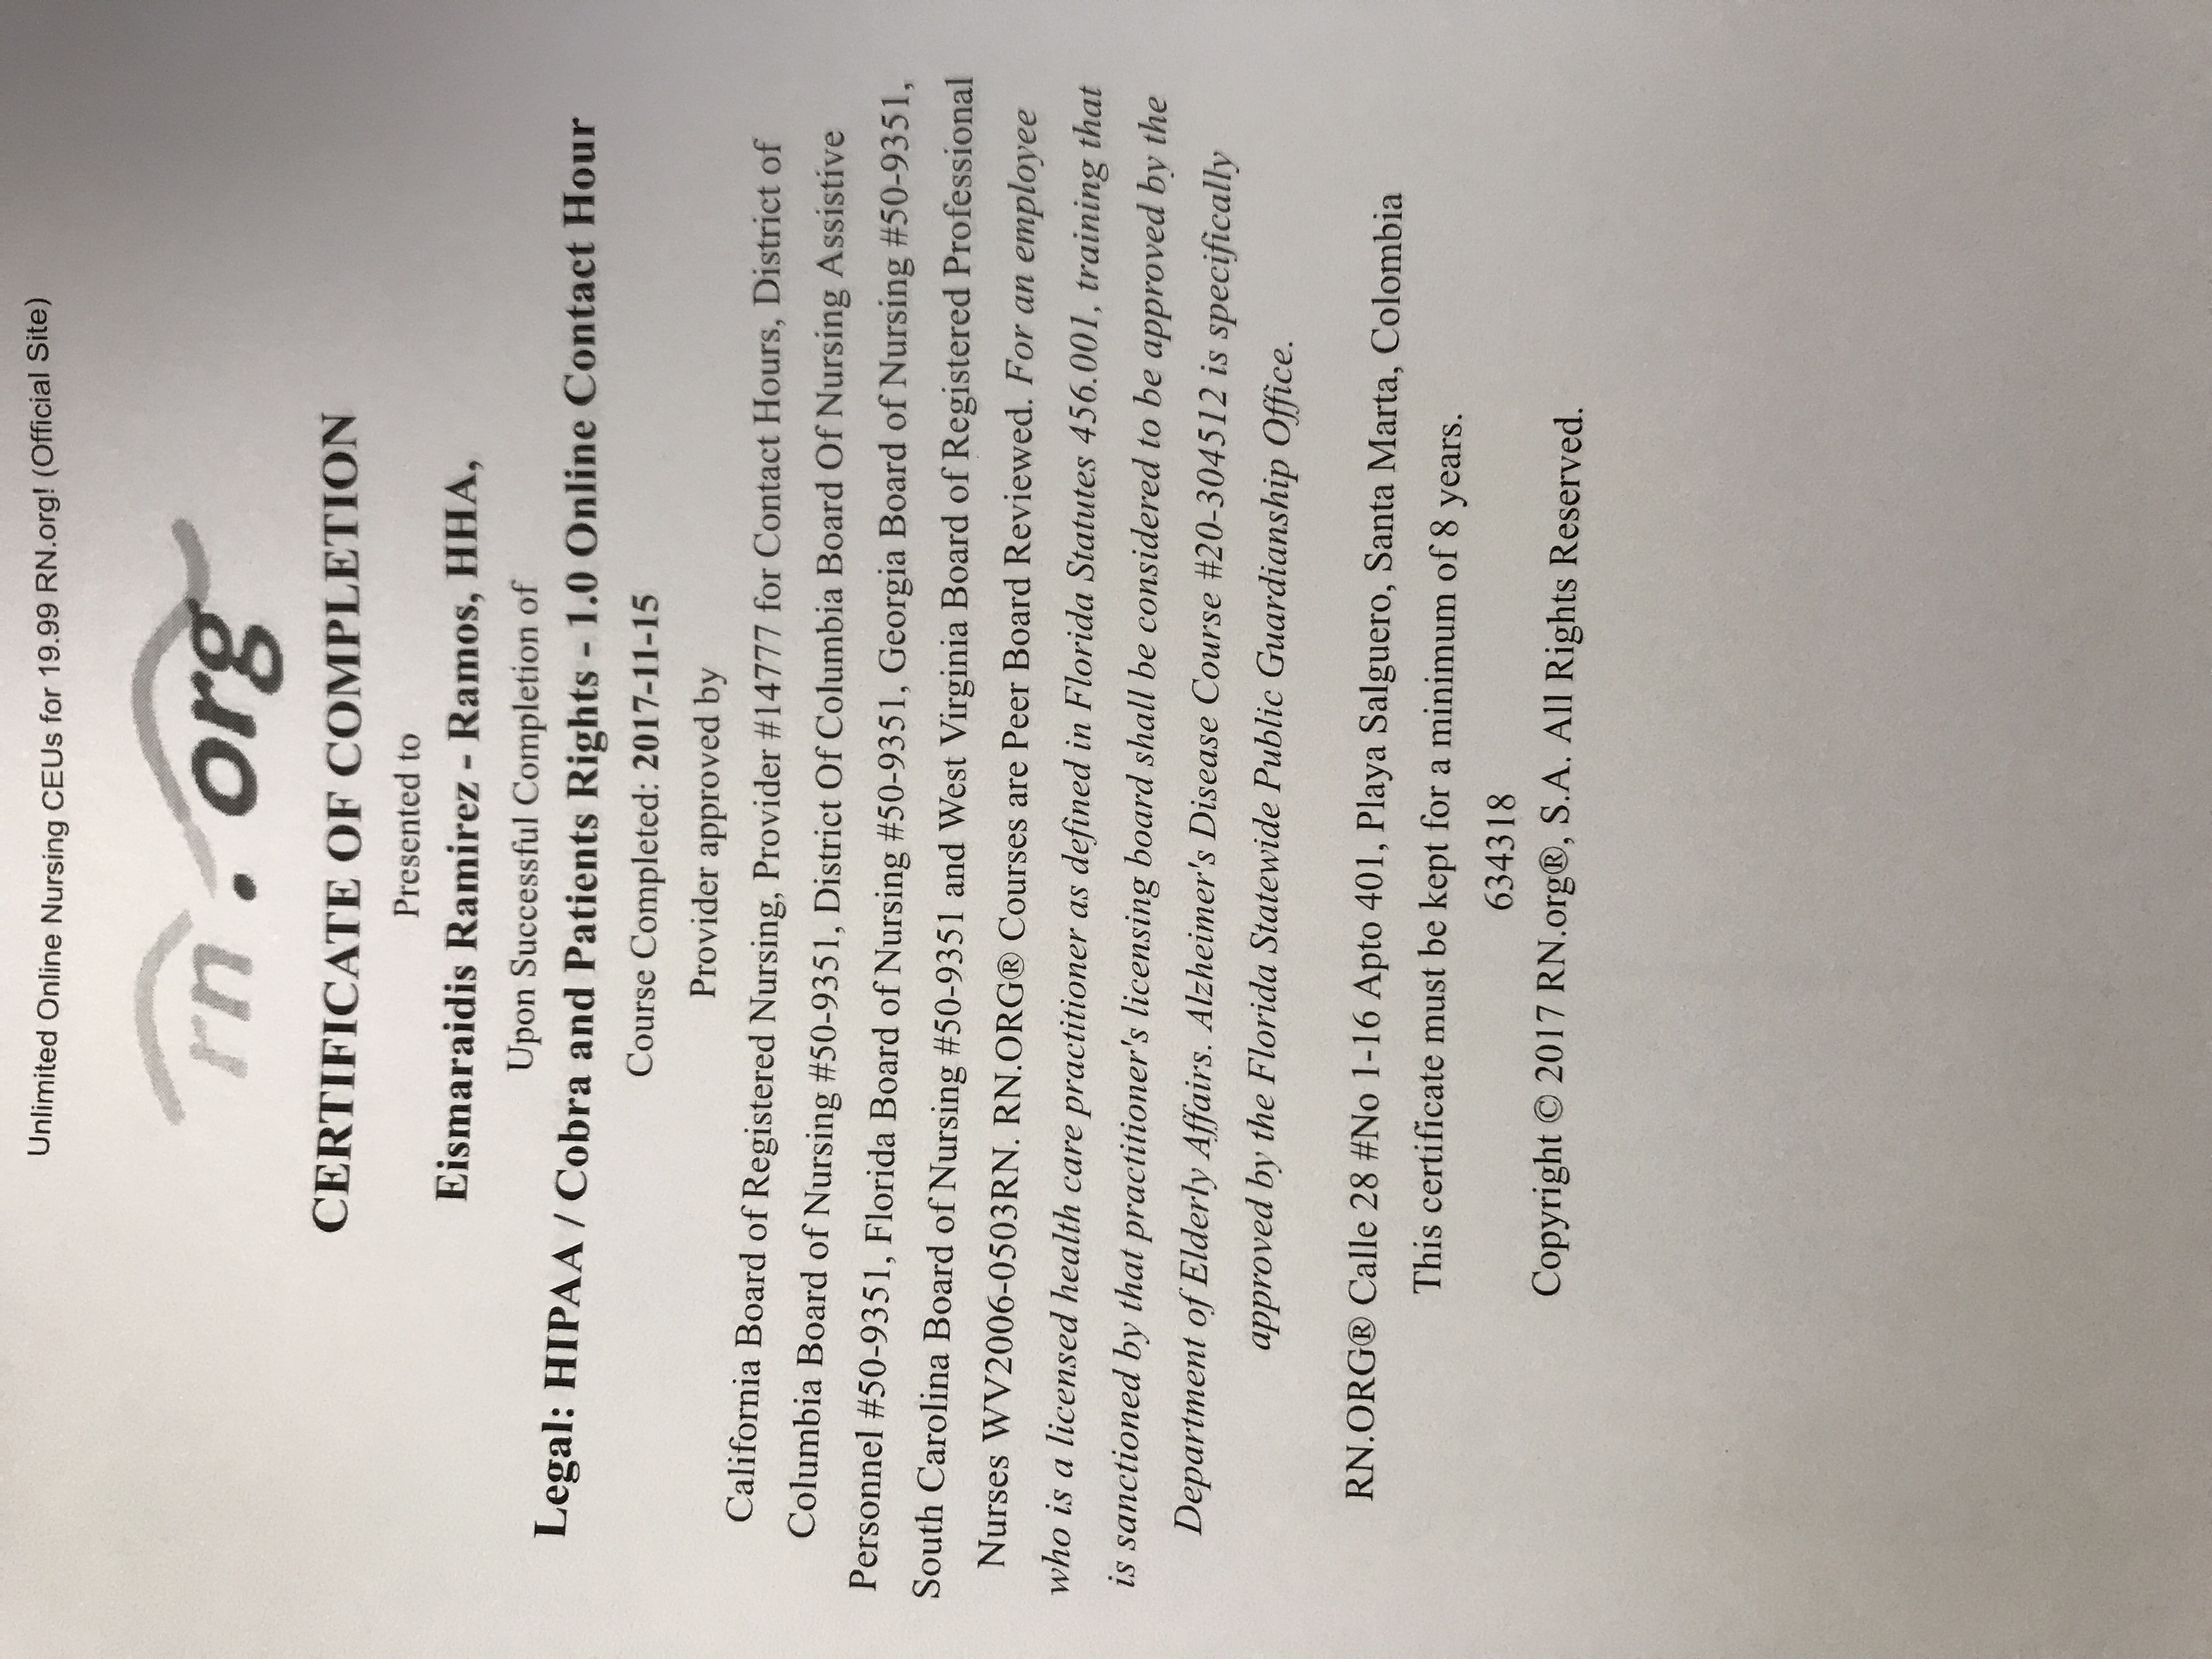 Unlimited Online Nursing CEUs for 19.99 RN.org! (Official Site)
rn.org
CERTIFICATE OF COMPLETION
Presented to
Eismaraidis Ramirez - Ramos, HHA,
Upon Successful Completion of
Legal: HIPAA / Cobra and Patients Rights - 1.0 Online Contact Hour
Course Completed: 2017-11-15
Provider approved by
California Board of Registered Nursing, Provider #14777 for Contact Hours, District of
Columbia Board of Nursing #50-9351, District Of Columbia Board Of Nursing Assistive
Personnel #50-9351, Florida Board of Nursing #50-9351, Georgia Board of Nursing #50-9351,
South Carolina Board of Nursing #50-9351 and West Virginia Board of Registered Professional
Nurses WV2006-0503RN. RN.ORG® Courses are Peer Board Reviewed. For an employee
who is a licensed health care practitioner as defined in Florida Statutes 456.001, training that
is sanctioned by that practitioner's licensing board shall be considered to be approved by the
Department of Elderly Affairs. Alzheimer's Disease Course #20-304512 is specifically
approved by the Florida Statewide Public Guardianship Office.
RN.ORG® Calle 28 #No 1-16 Apto 401, Playa Salguero, Santa Marta, Colombia
This certificate must be kept for a minimum of 8 years.
634318
Copyright © 2017 RN.org®, S.A. All Rights Reserved.